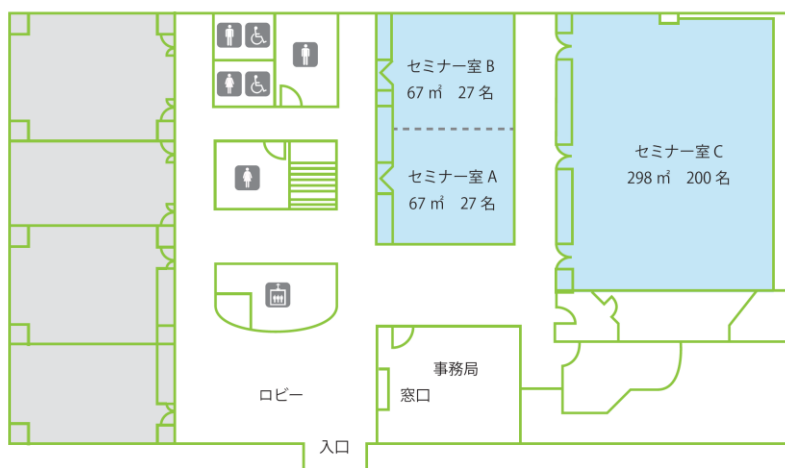 セミナー室 B
67 ㎡ 27 名
セミナー室 A
67 ㎡ 27 名
セミナー室 C
298 ㎡ 200 名
事務局
窓口
ロビー
入口